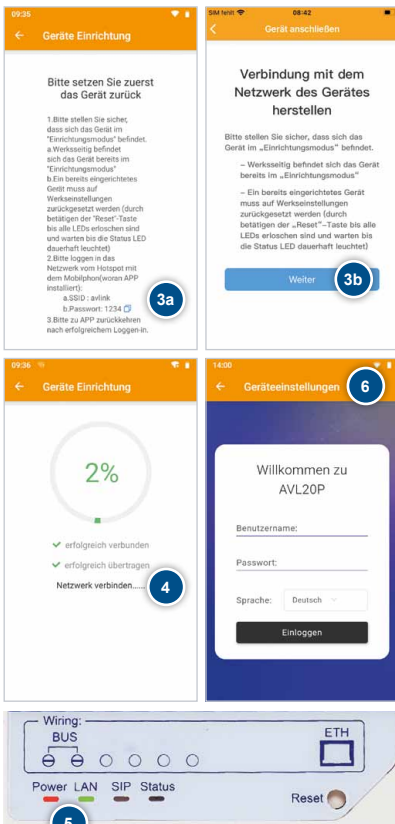 09:35
Geräte Einrichtung
Bitte setzen Sie zuerst
das Gerät zurück
1.Bitte stellen Sie sicher,
dass sich das Gerät im
"Einrichtungsmodus" befindet.
a.Werksseitig befindet
sich das Gerät bereits im
"Einrichtungsmodus"
b.Ein bereits eingerichtetes
Gerät muss auf
Werkseinstellungen
zurückgesetzt werden (durch
betätigen der "Reset"-Taste
bis alle LEDs erloschen sind
und warten bis die Status LED
dauerhaft leuchtet)
2.Bitte loggen in das
Netzwerk vom Hotspot mit
dem Mobilphon(woran APP
installiert):
a.SSID : avlink
b.Passwort: 1234
3.Bitte zu APP zurückkehren
nach erfolgreichem Loggen-in.
3a
SIM fehlt 08:42
Gerät anschließen
Verbindung mit dem
Netzwerk des Gerätes
herstellen
Bitte stellen Sie sicher, dass sich das
Gerät im „Einrichtungsmodus" befindet.
– Werksseitig befindet sich das Gerät
bereits im „Einrichtungsmodus"
– Ein bereits eingerichtetes Gerät
muss auf Werkseinstellungen
zurückgesetzt werden (durch
betätigen der „Reset"–Taste bis alle
LEDs erloschen sind und warten bis
die Status LED dauerhaft leuchtet)
Weiter
3b
09:36
Geräte Einrichtung
2%
erfolgreich verbunden
erfolgreich übertragen
Netzwerk verbinden......
4
14:00
Geräteeinstellungen
6
Willkommen zu
AVL20P
Benutzername:
Passwort:
Sprache: Deutsch
Einloggen
Wiring:
BUS
ETH
Power LAN SIP Status
Reset
5